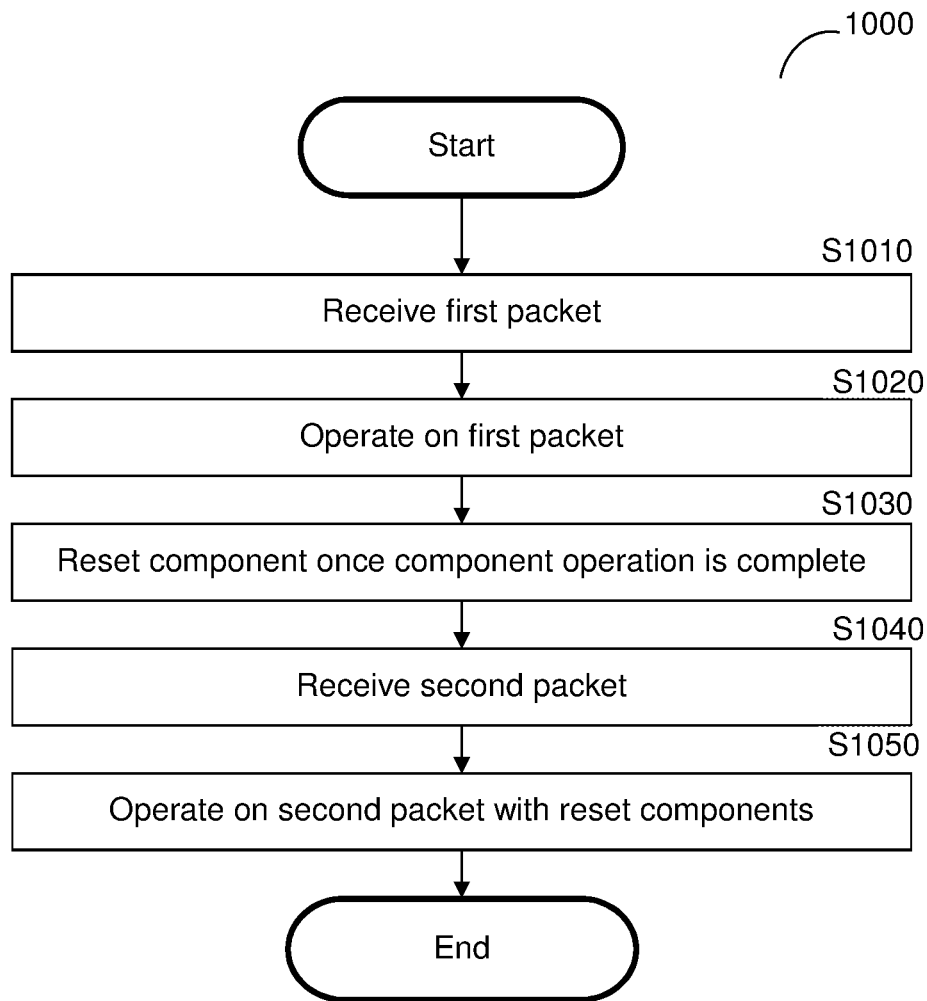 1000
Start
S1010
Receive first packet
S1020
Operate on first packet
S1030
Reset component once component operation is complete
S1040
Receive second packet
S1050
Operate on second packet with reset components
End